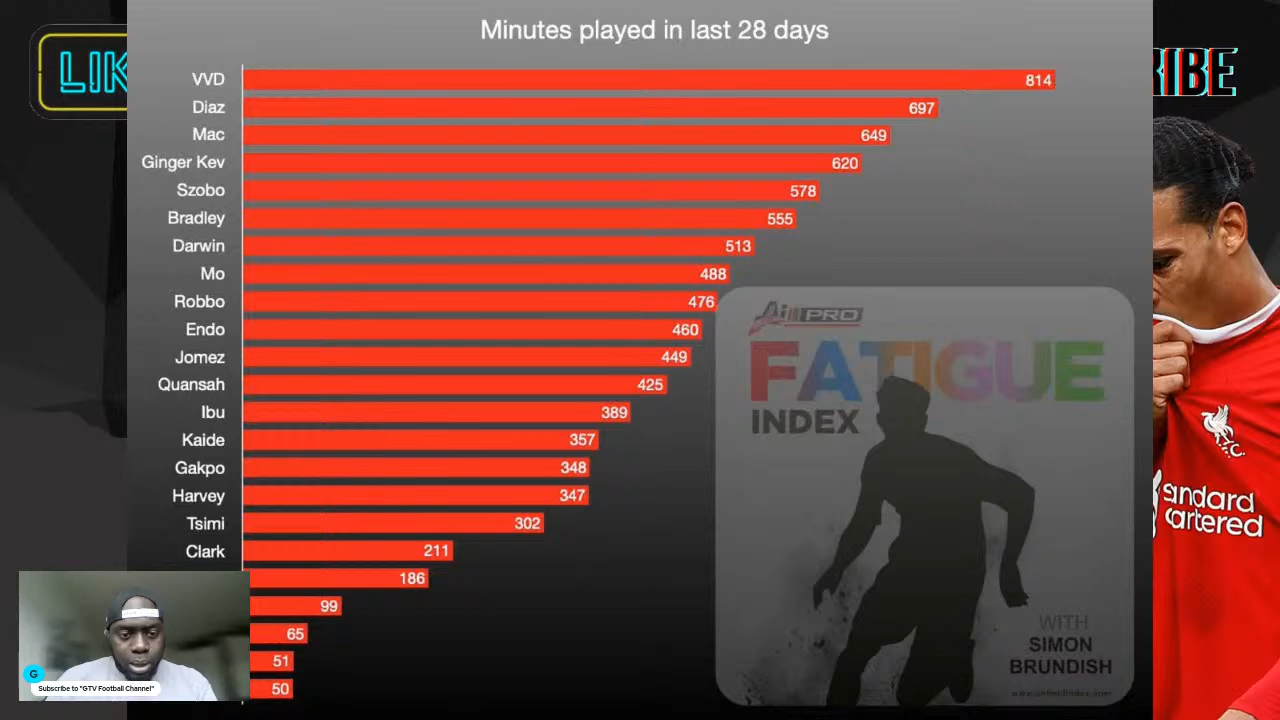 Minutes played in last 28 days
LIK
RIBE
VVD 814
Diaz 697
Mac 649
Ginger Kev 620
Szobo 578
Bradley 555
Darwin 513
Mo 488
Robbo 476
Endo 460
Jomez 449
Quansah 425
Ibu 389
Kaide 357
Gakpo 348
Harvey 347
Tsimi 302
Clark 211
186
99
65
51
50
PRO
FATIGUE
INDEX
WITH
SIMON
BRUNDISH
L.F.C.
andard
artered
G
Subscribe to "GTV Football Channel"